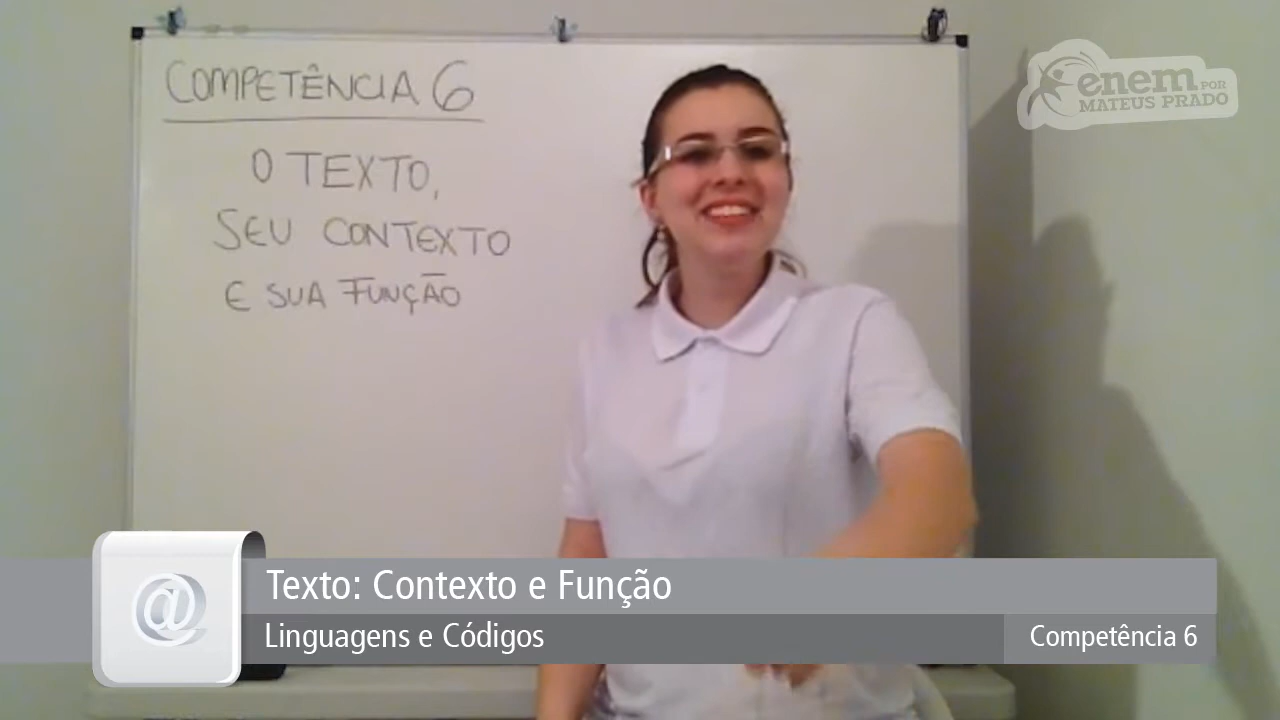 COMPETÊNCIA 6
O TEXTO,
SEU CONTEXTO
E SUA FUNÇÃO
enem POR
MATEUS PRADO
@
Texto: Contexto e Função
Linguagens e Códigos
Competência 6